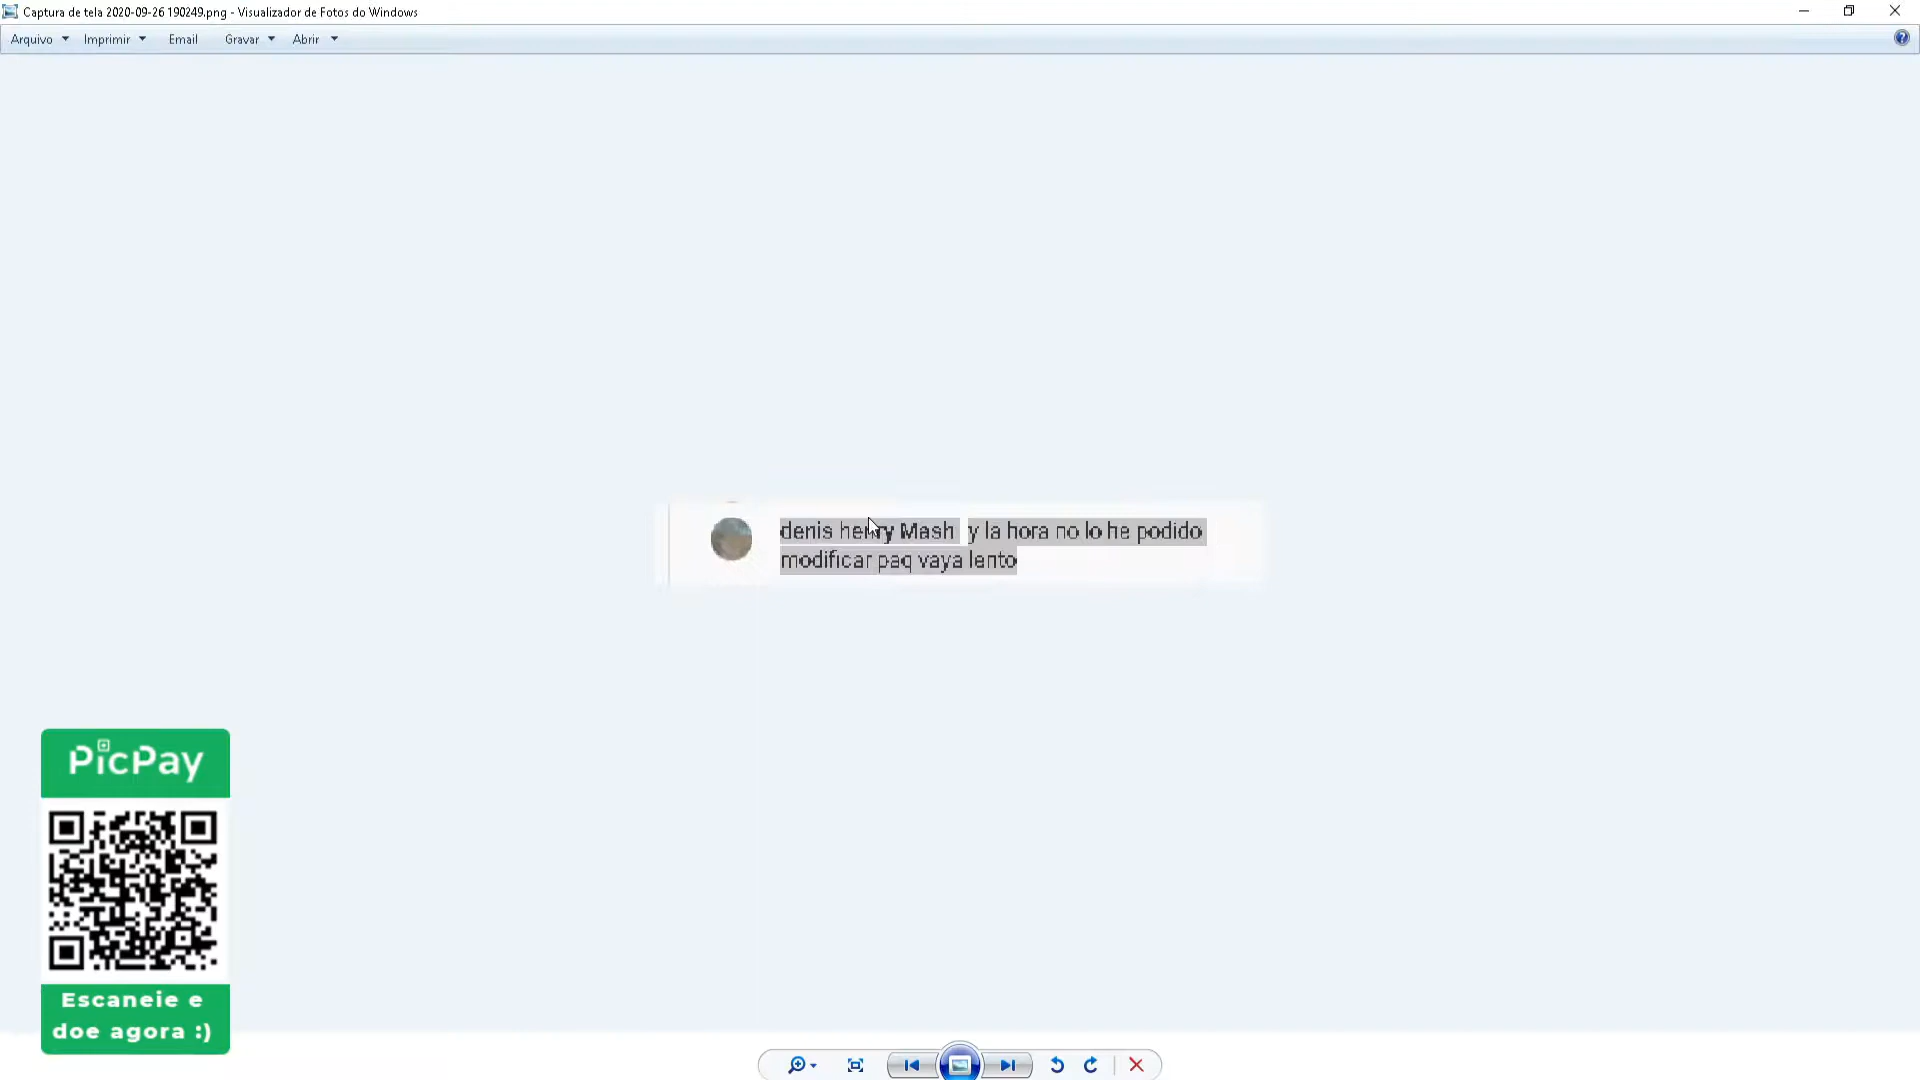 Captura de tela 2020-09-26 190249.png - Visualizador de Fotos do Windows
Arquivo Imprimir Email Gravar Abrir
denis henry Mash y la hora no lo he podido
modificar paq vaya lento
PicPay
Escaneie e
doe agora :)